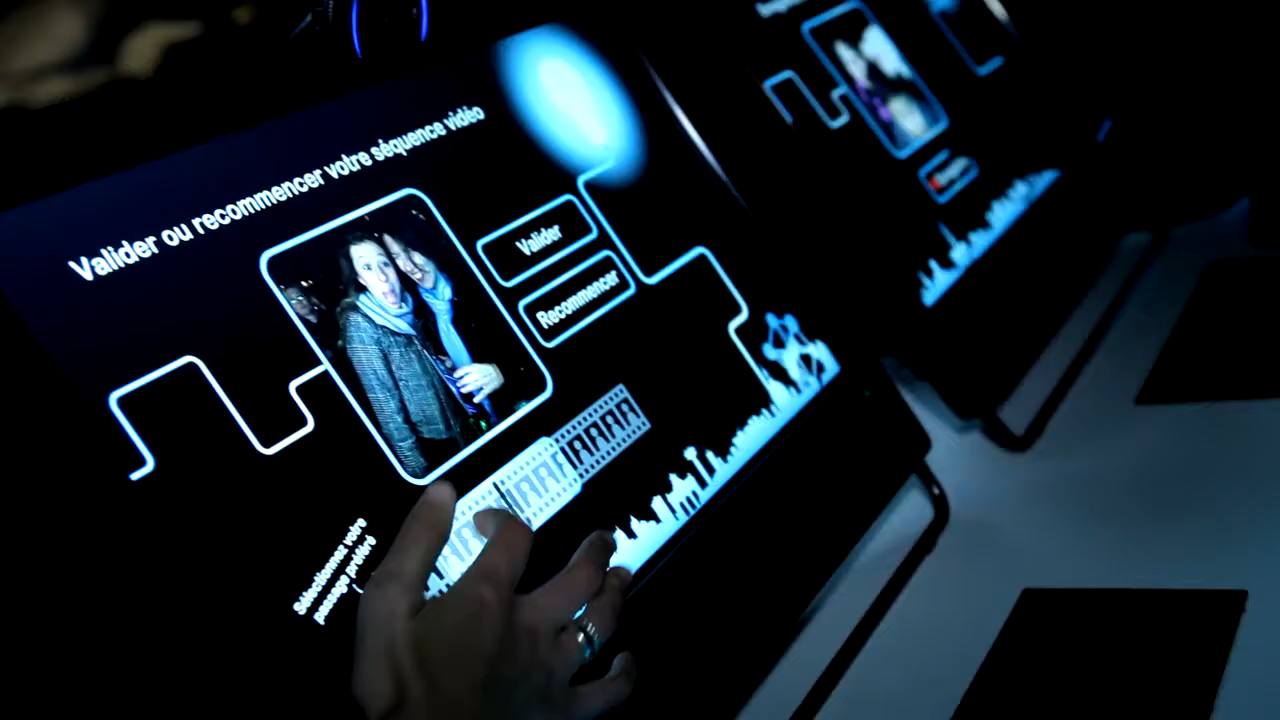 Valider ou recommencer votre séquence vidéo
Valider
Recommencer
Sélectionnez votre
passage préféré